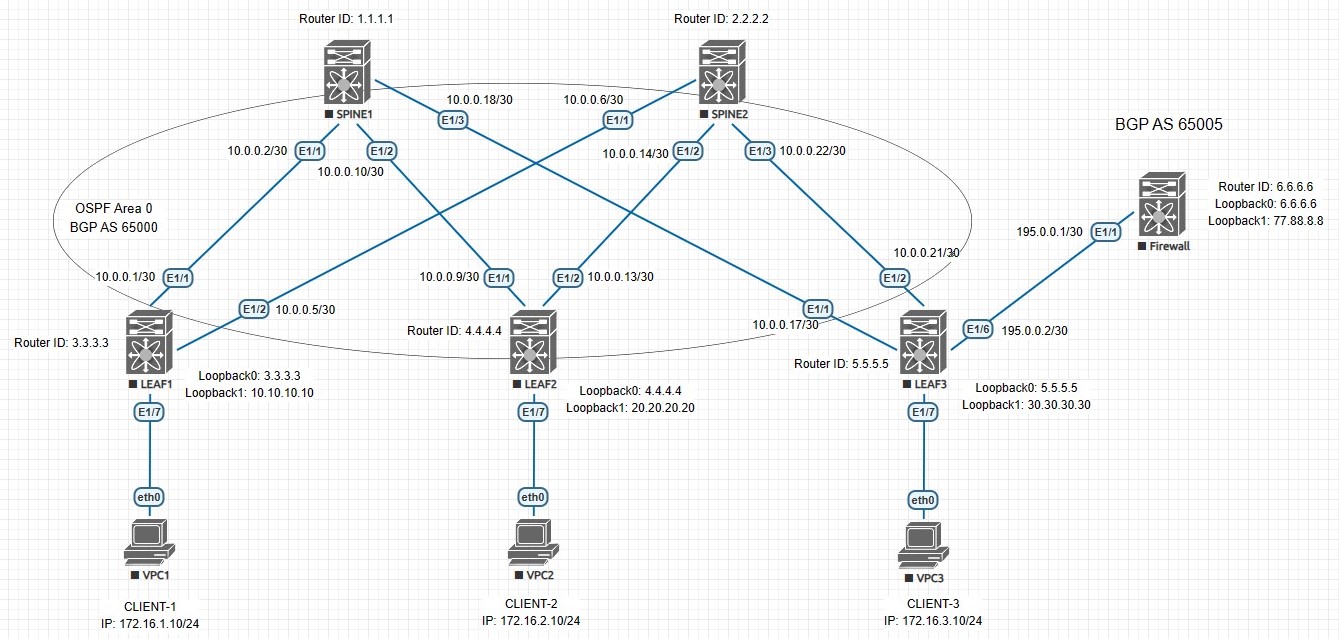 Router ID: 1.1.1.1
Router ID: 2.2.2.2
SPINE1
SPINE2
10.0.0.18/30
10.0.0.6/30
E1/3
E1/1
BGP AS 65005
10.0.0.2/30
E1/1
E1/2
10.0.0.10/30
10.0.0.14/30
E1/2
E1/3
10.0.0.22/30
Router ID: 6.6.6.6
Loopback0: 6.6.6.6
Loopback1: 77.88.8.8
OSPF Area 0
BGP AS 65000
195.0.0.1/30
E1/1
Firewall
10.0.0.21/30
10.0.0.1/30
E1/1
10.0.0.9/30
E1/1
E1/2
10.0.0.13/30
E1/2
E1/2
10.0.0.5/30
E1/1
10.0.0.17/30
E1/6
195.0.0.2/30
Router ID: 3.3.3.3
Router ID: 4.4.4.4
Router ID: 5.5.5.5
LEAF1
Loopback0: 3.3.3.3
Loopback1: 10.10.10.10
LEAF2
Loopback0: 4.4.4.4
Loopback1: 20.20.20.20
LEAF3
Loopback0: 5.5.5.5
Loopback1: 30.30.30.30
E1/7
E1/7
E1/7
eth0
eth0
eth0
VPC1
VPC2
VPC3
CLIENT-1
IP: 172.16.1.10/24
CLIENT-2
IP: 172.16.2.10/24
CLIENT-3
IP: 172.16.3.10/24